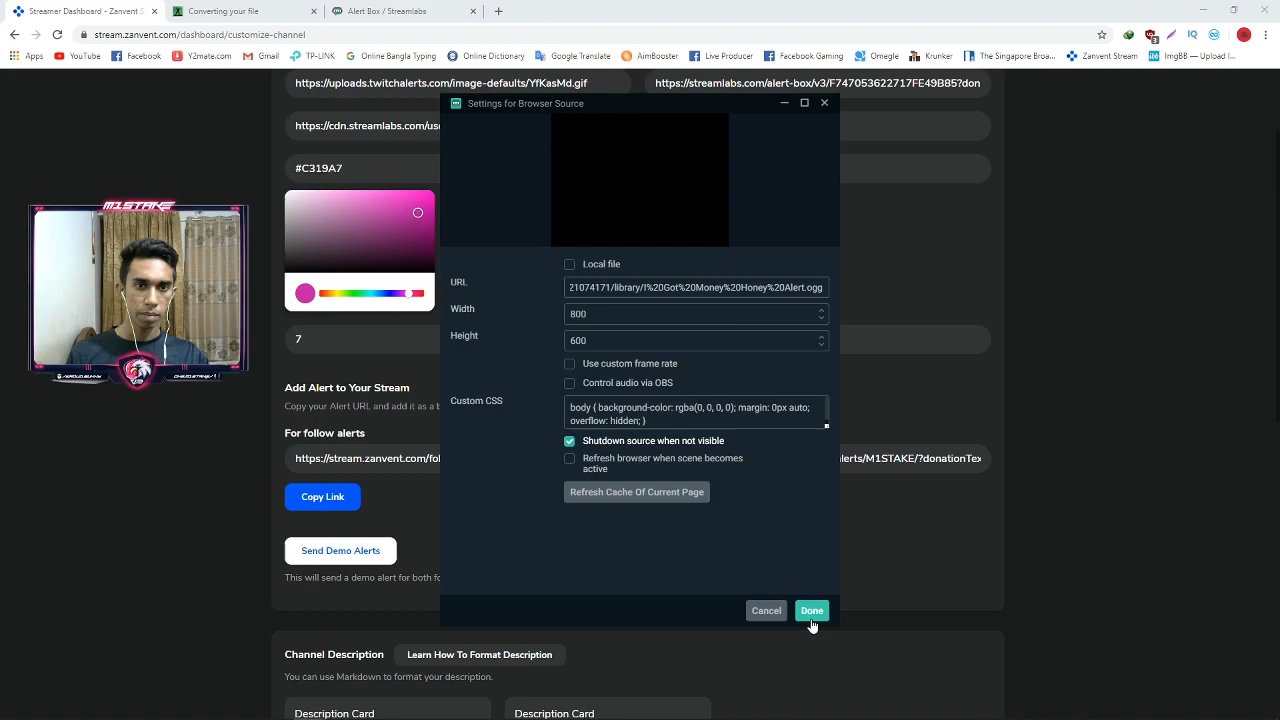 Streamer Dashboard - Zanvent S
Converting your file
Alert Box / Streamlabs
stream.zanvent.com/dashboard/customize-channel
Apps
YouTube
Facebook
Y2mate.com
Gmail
TP-LINK
Online Bangla Typing
Online Dictionary
Google Translate
AimBooster
Live Producer
Facebook Gaming
Omegle
Krunker
The Singapore Broa...
Zanvent Stream
ImgBB — Upload I...
https://uploads.twitchalerts.com/image-defaults/YfKasMd.gif
https://streamlabs.com/alert-box/v3/F747053622717FE49B85?don
Settings for Browser Source
https://cdn.streamlabs.com/use
#C319A7
M1STAKE
Local file
URL
21074171/library/I%20Got%20Money%20Honey%20Alert.ogg
Width
800
Height
600
7
Use custom frame rate
Control audio via OBS
Custom CSS
body { background-color: rgba(0, 0, 0, 0); margin: 0px auto;
overflow: hidden; }
Add Alert to Your Stream
Copy your Alert URL and add it as a b
For follow alerts
Shutdown source when not visible
Refresh browser when scene becomes
active
https://stream.zanvent.com/fol
lerts/M1STAKE/?donationTex
Refresh Cache Of Current Page
Copy Link
Send Demo Alerts
This will send a demo alert for both fo
Cancel
Done
Channel Description
Learn How To Format Description
You can use Markdown to format your description.
Description Card
Description Card